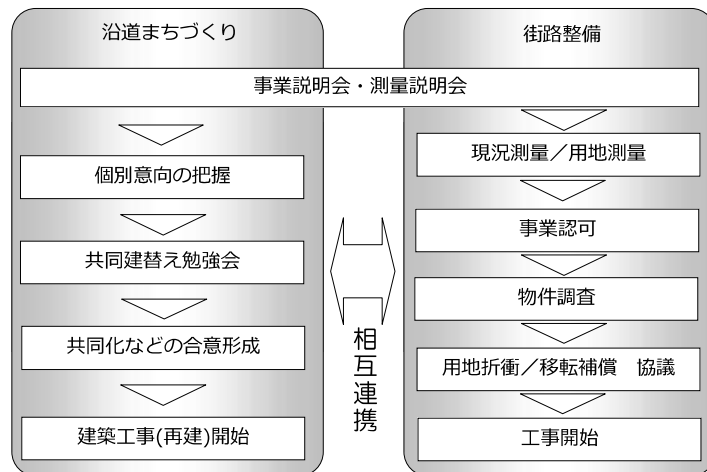 沿道まちづくり
街路整備
事業説明会・測量説明会
個別意向の把握
共同建替え勉強会
共同化などの合意形成
建築工事(再建)開始
相互連携
現況測量／用地測量
事業認可
物件調査
用地折衝／移転補償　協議
工事開始